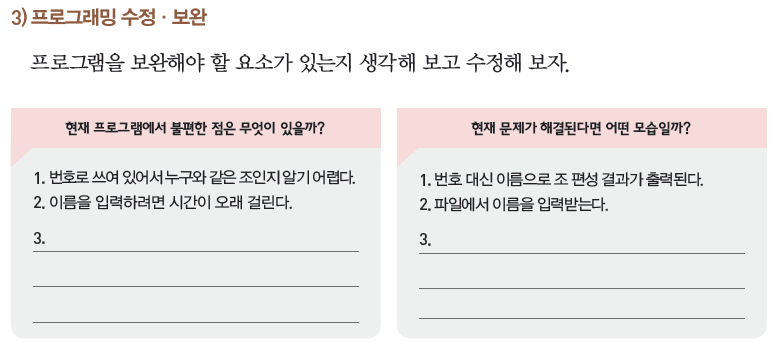 3) 프로그래밍 수정 · 보완
프로그램을 보완해야 할 요소가 있는지 생각해 보고 수정해 보자.
현재 프로그램에서 불편한 점은 무엇이 있을까?
1. 번호로 쓰여 있어서 누구와 같은 조인지 알기 어렵다.
2. 이름을 입력하려면 시간이 오래 걸린다.
3.
현재 문제가 해결된다면 어떤 모습일까?
1. 번호 대신 이름으로 조 편성 결과가 출력된다.
2. 파일에서 이름을 입력받는다.
3.